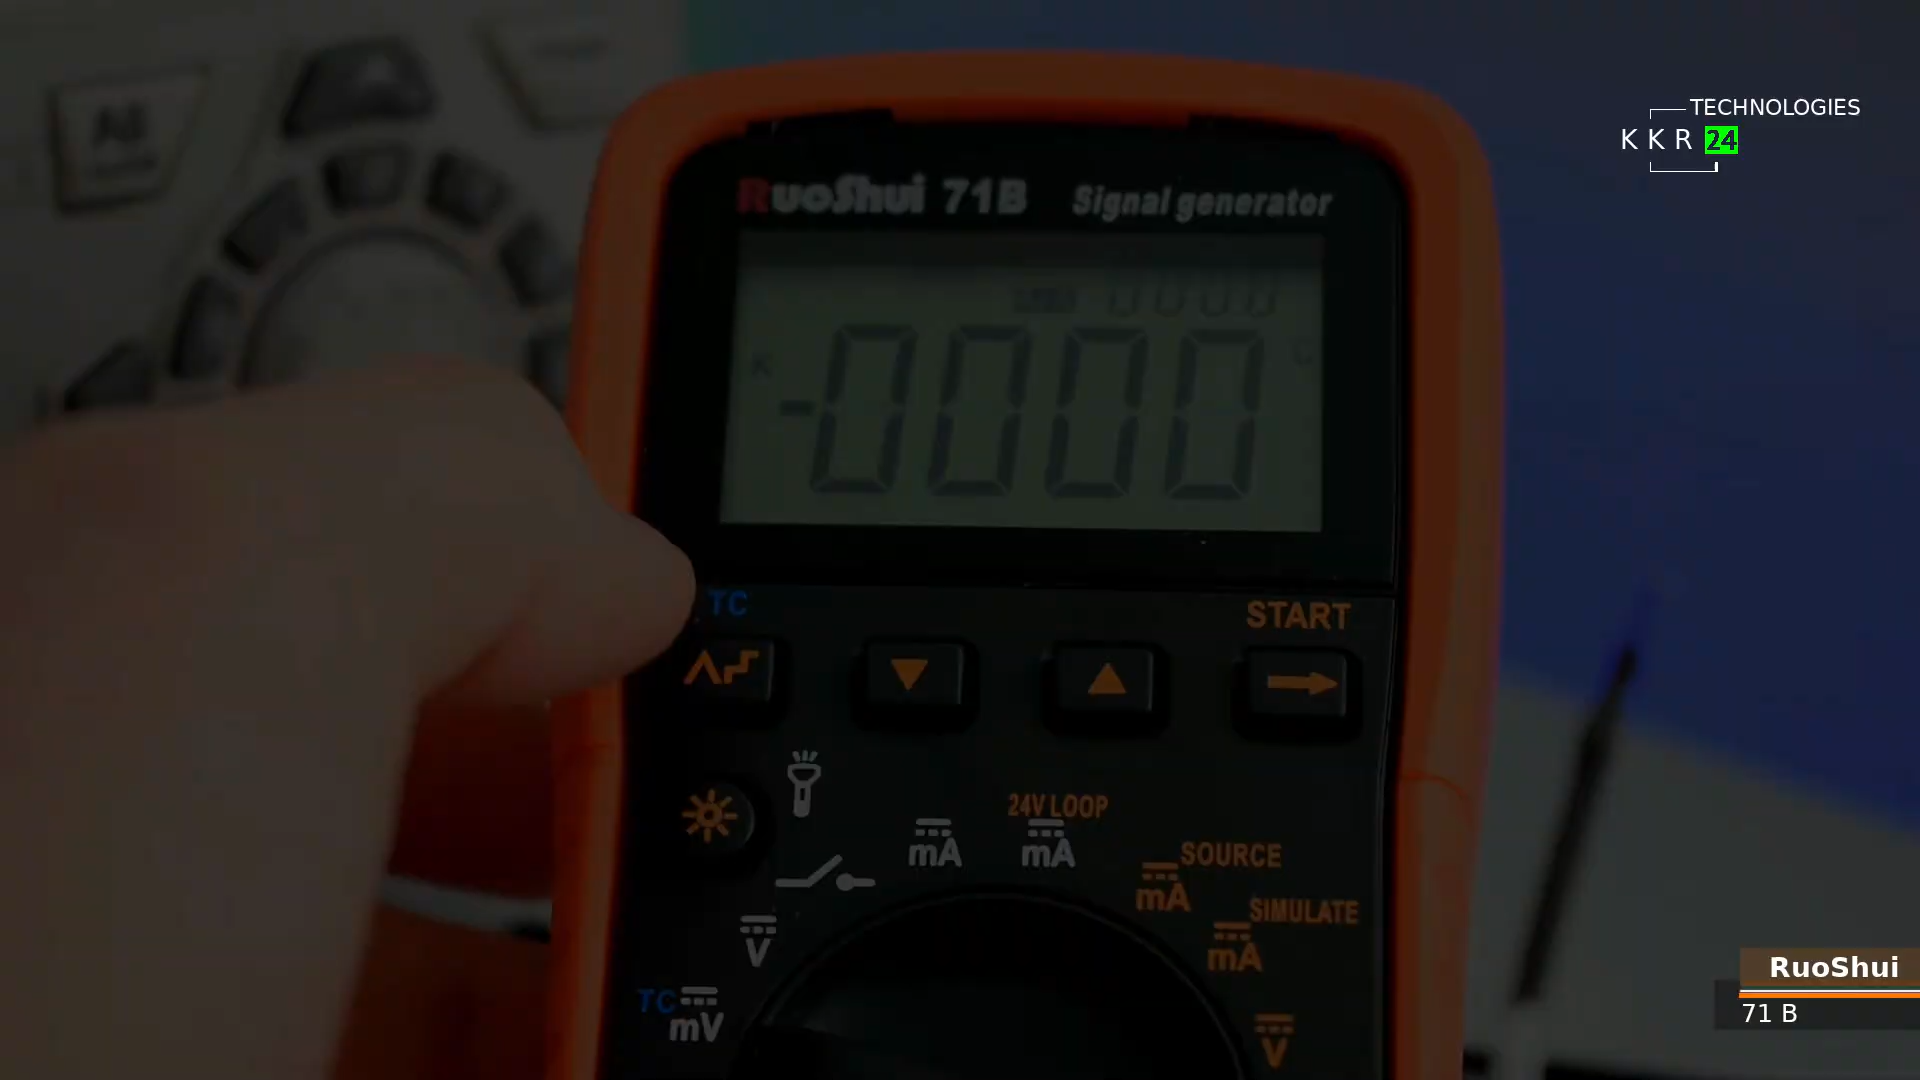 TECHNOLOGIES
K K R 24
RuoShui 71B Signal generator
K
-0000
TC
START
24V LOOP
mA
mA
SOURCE
mA
SIMULATE
mA
V
TC
mV
V
RuoShui
71 B